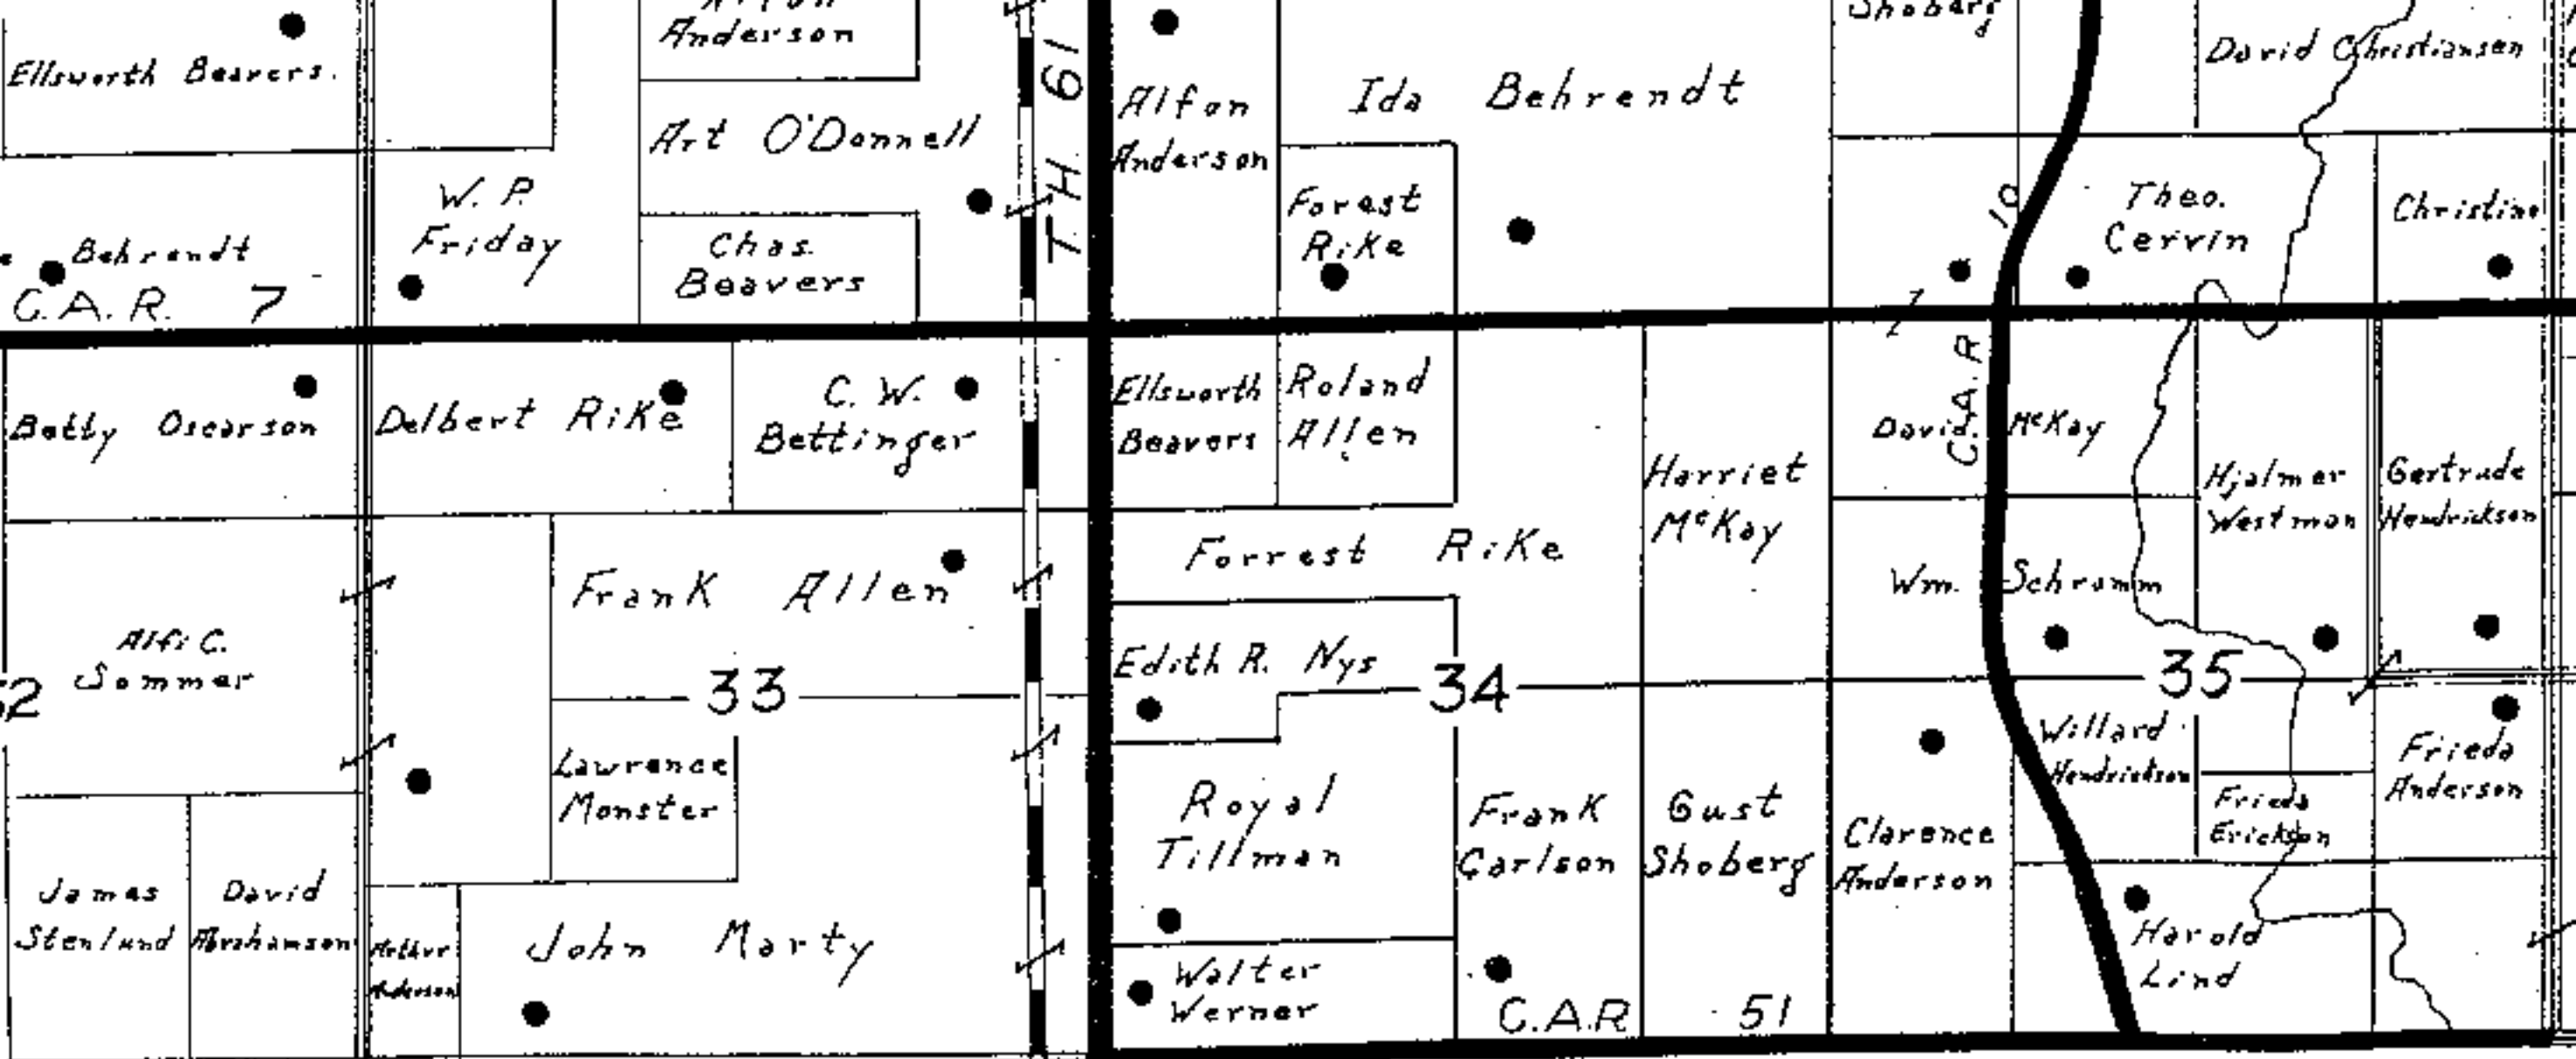 Anderson
Shoberg
Ellsworth Beavers.
Art O'Donnell
T H 61
Alfon
Anderson
Ida Behrendt
David Christiansen
W. P.
Friday
Chas.
Beavers
Forest
Rike
10
Theo.
Cervin
Christine
Behrendt
C. A. R. 7
7
Betty Oscarson
Delbert Rike
C. W.
Bettinger
Ellsworth
Beavers
Roland
Allen
Harriet
McKay
C.A.R
David McKay
Hjalmer
Westman
Gertrude
Hendrickson
Frank Allen
Forrest Rike
Wm. Schramm
Alfi C.
Sommer
33
Edith R. Nys
34
35
Lawrence
Monster
Willard
Hendrickson
Frieda
Anderson
Royal
Tillman
Frank
Carlson
Gust
Shoberg
Clarence
Anderson
Frieda
Erickson
James
Stenlund
David
Abrahamson
Arthur
Anderson
John Marty
Walter
Werner
C.A.R 51
Harold
Lind